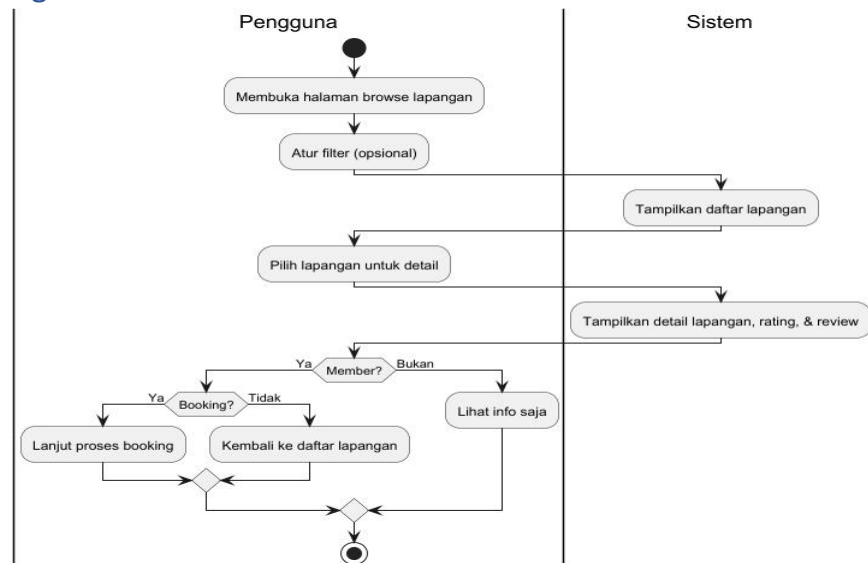 Pengguna
Sistem
Membuka halaman browse lapangan
Atur filter (opsional)
Tampilkan daftar lapangan
Pilih lapangan untuk detail
Tampilkan detail lapangan, rating, & review
Ya
Member?
Bukan
Ya
Booking?
Tidak
Lihat info saja
Lanjut proses booking
Kembali ke daftar lapangan